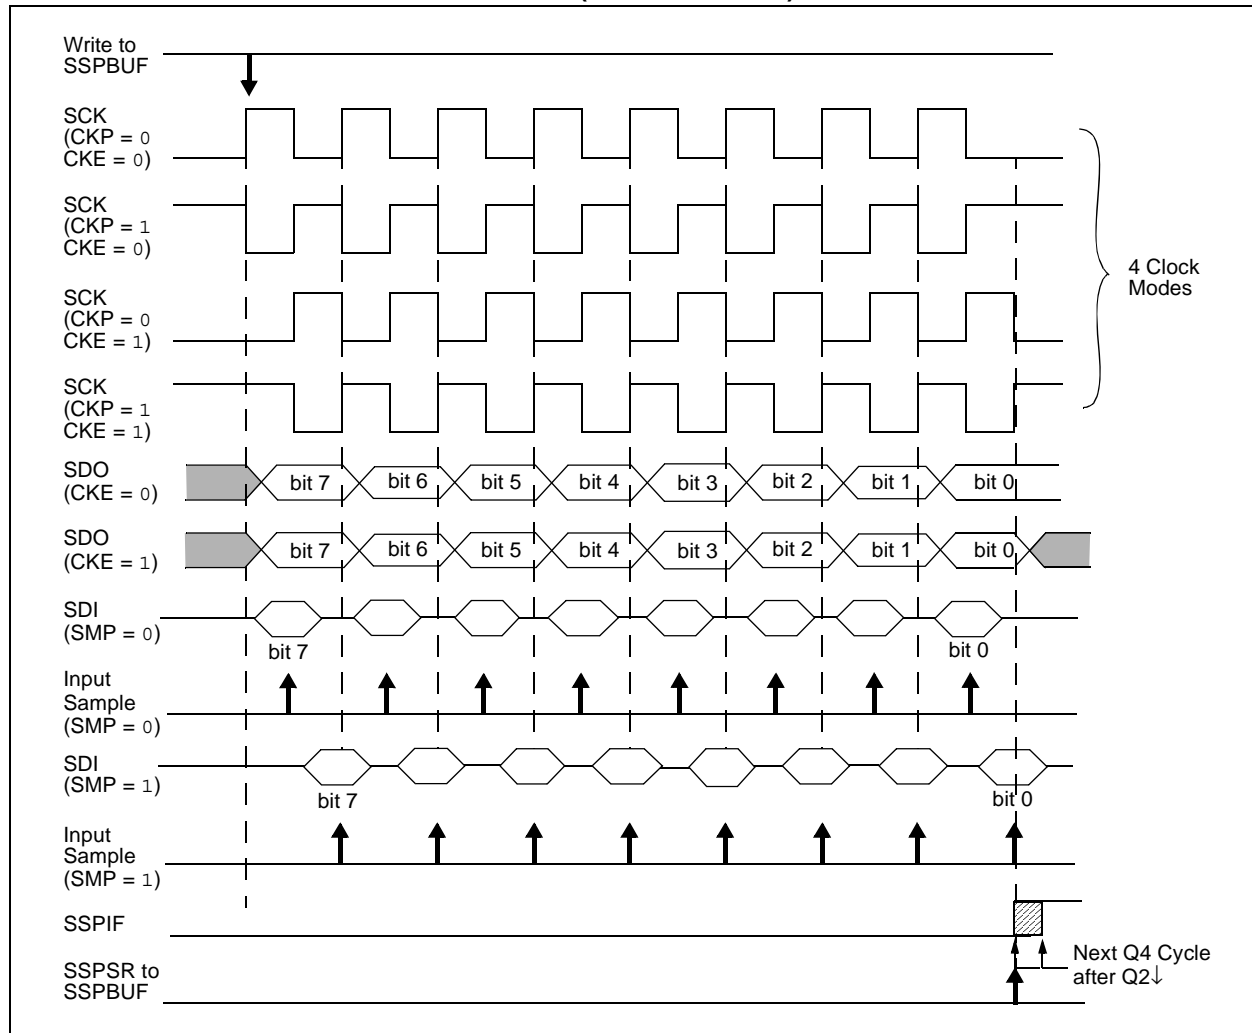 Write to
SSPBUF
SCK
(CKP = 0
CKE = 0)
SCK
(CKP = 1
CKE = 0)
SCK
(CKP = 0
CKE = 1)
SCK
(CKP = 1
CKE = 1)
4 Clock
Modes
SDO
(CKE = 0)
bit 7 bit 6 bit 5 bit 4 bit 3 bit 2 bit 1 bit 0
SDO
(CKE = 1)
bit 7 bit 6 bit 5 bit 4 bit 3 bit 2 bit 1 bit 0
SDI
(SMP = 0)
bit 7 bit 0
Input
Sample
(SMP = 0)
SDI
(SMP = 1)
bit 7 bit 0
Input
Sample
(SMP = 1)
SSPIF
SSPSR to
SSPBUF
Next Q4 Cycle
after Q2↓